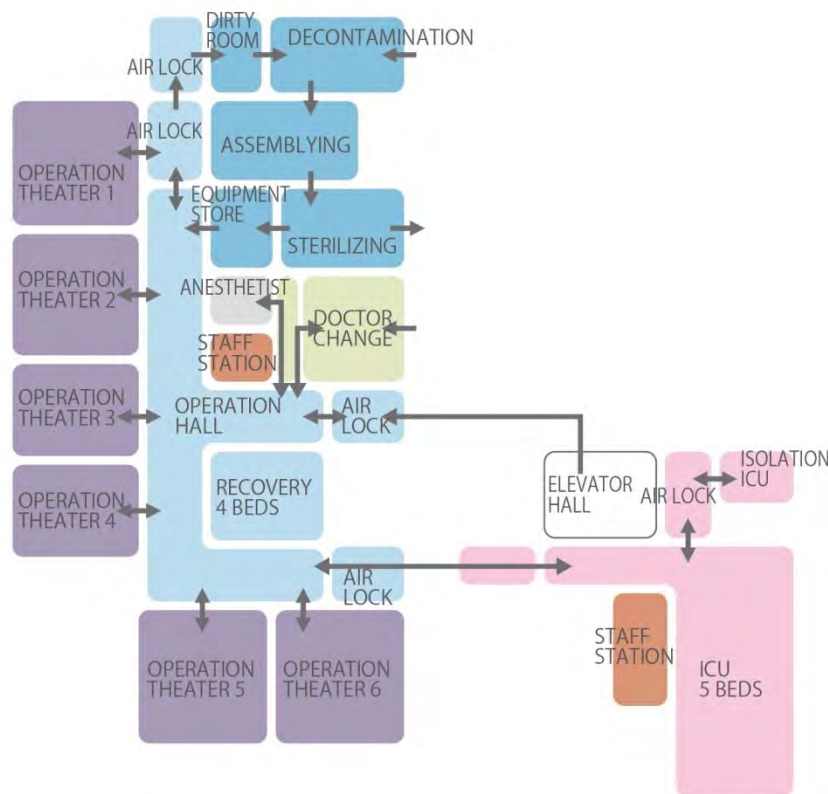 DIRTY
ROOM
DECONTAMINATION
AIR LOCK
AIR LOCK
OPERATION
THEATER 1
ASSEMBLYING
EQUIPMENT
STORE
STERILIZING
OPERATION
THEATER 2
ANESTHETIST
DOCTOR
CHANGE
STAFF
STATION
OPERATION
THEATER 3
OPERATION
HALL
AIR
LOCK
OPERATION
THEATER 4
RECOVERY
4 BEDS
ELEVATOR
HALL
AIR LOCK
ISOLATION
ICU
AIR
LOCK
OPERATION
THEATER 5
OPERATION
THEATER 6
STAFF
STATION
ICU
5 BEDS